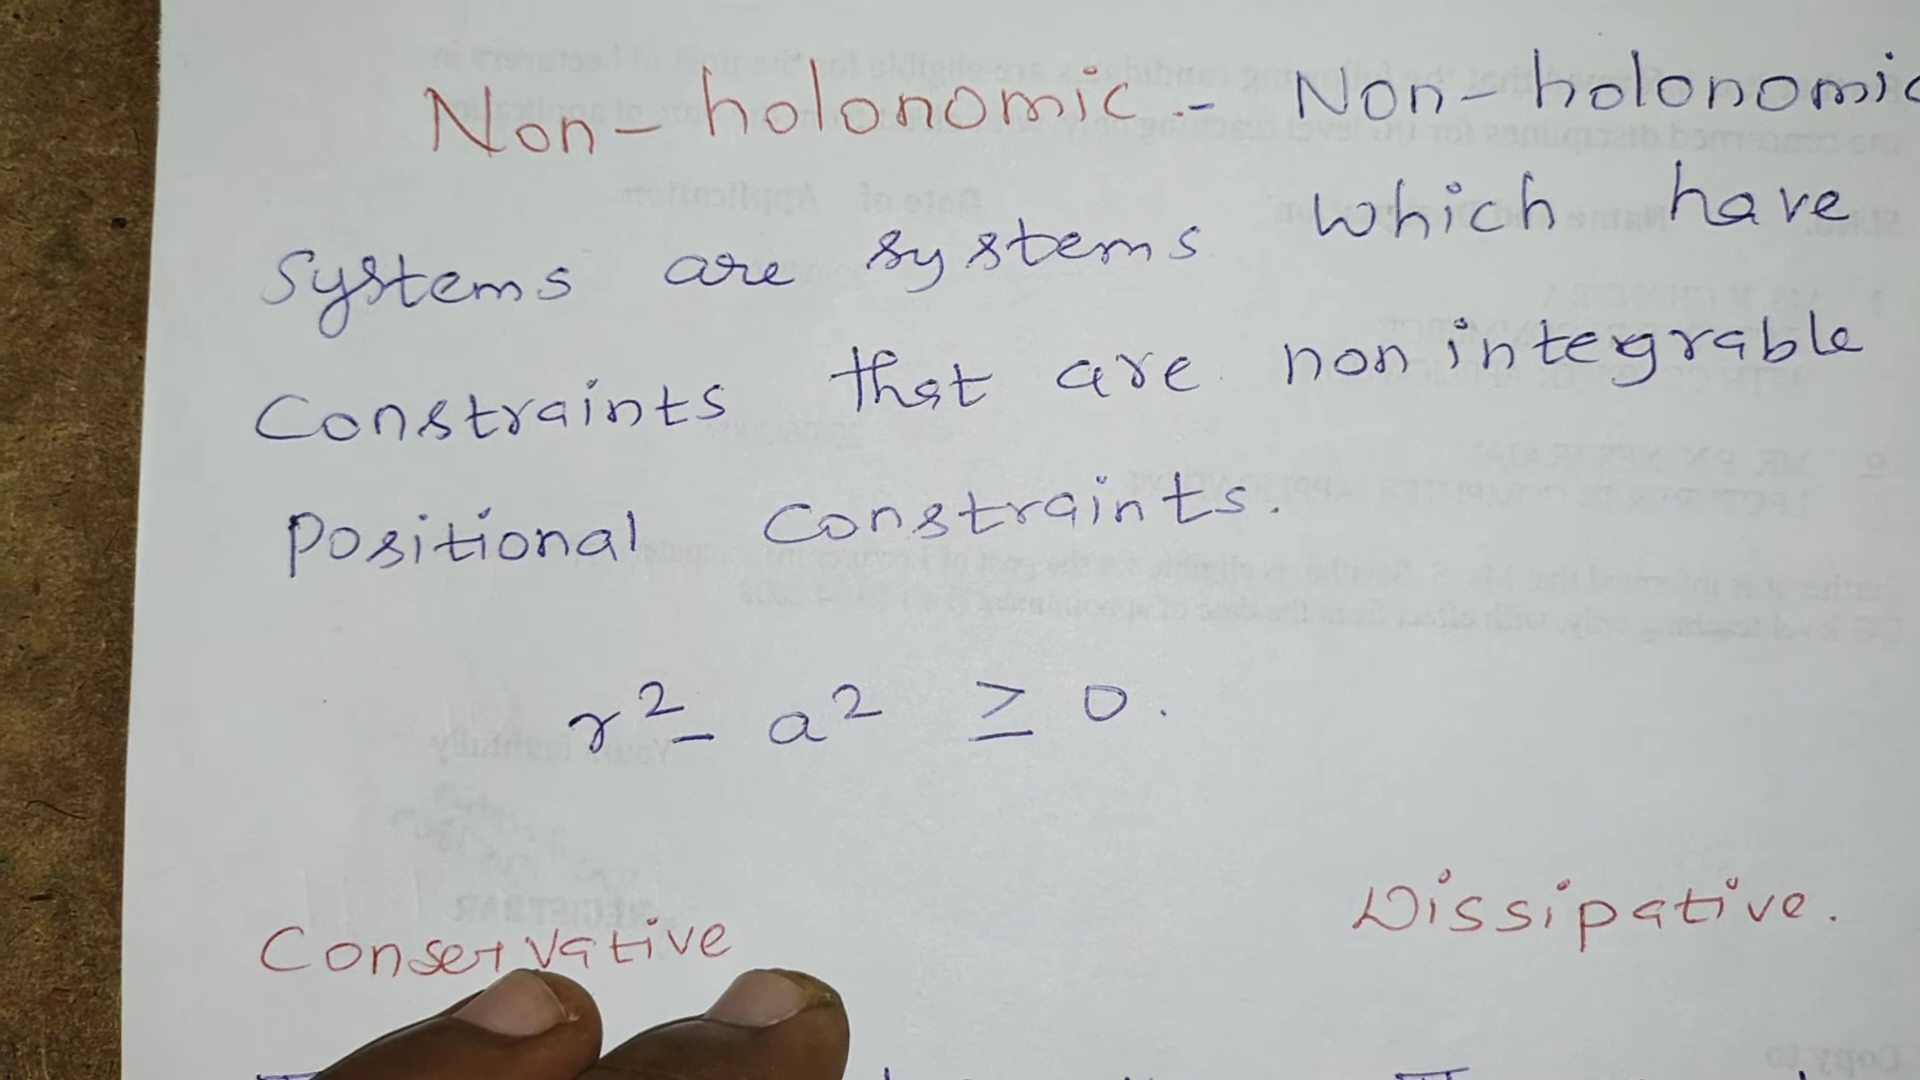 Non-holonomic :- Non-holonomic
Systems are systems which have
Constraints that are non integrable
Positional Constraints.
r² - a² ≥ 0.
Conservative Dissipative.